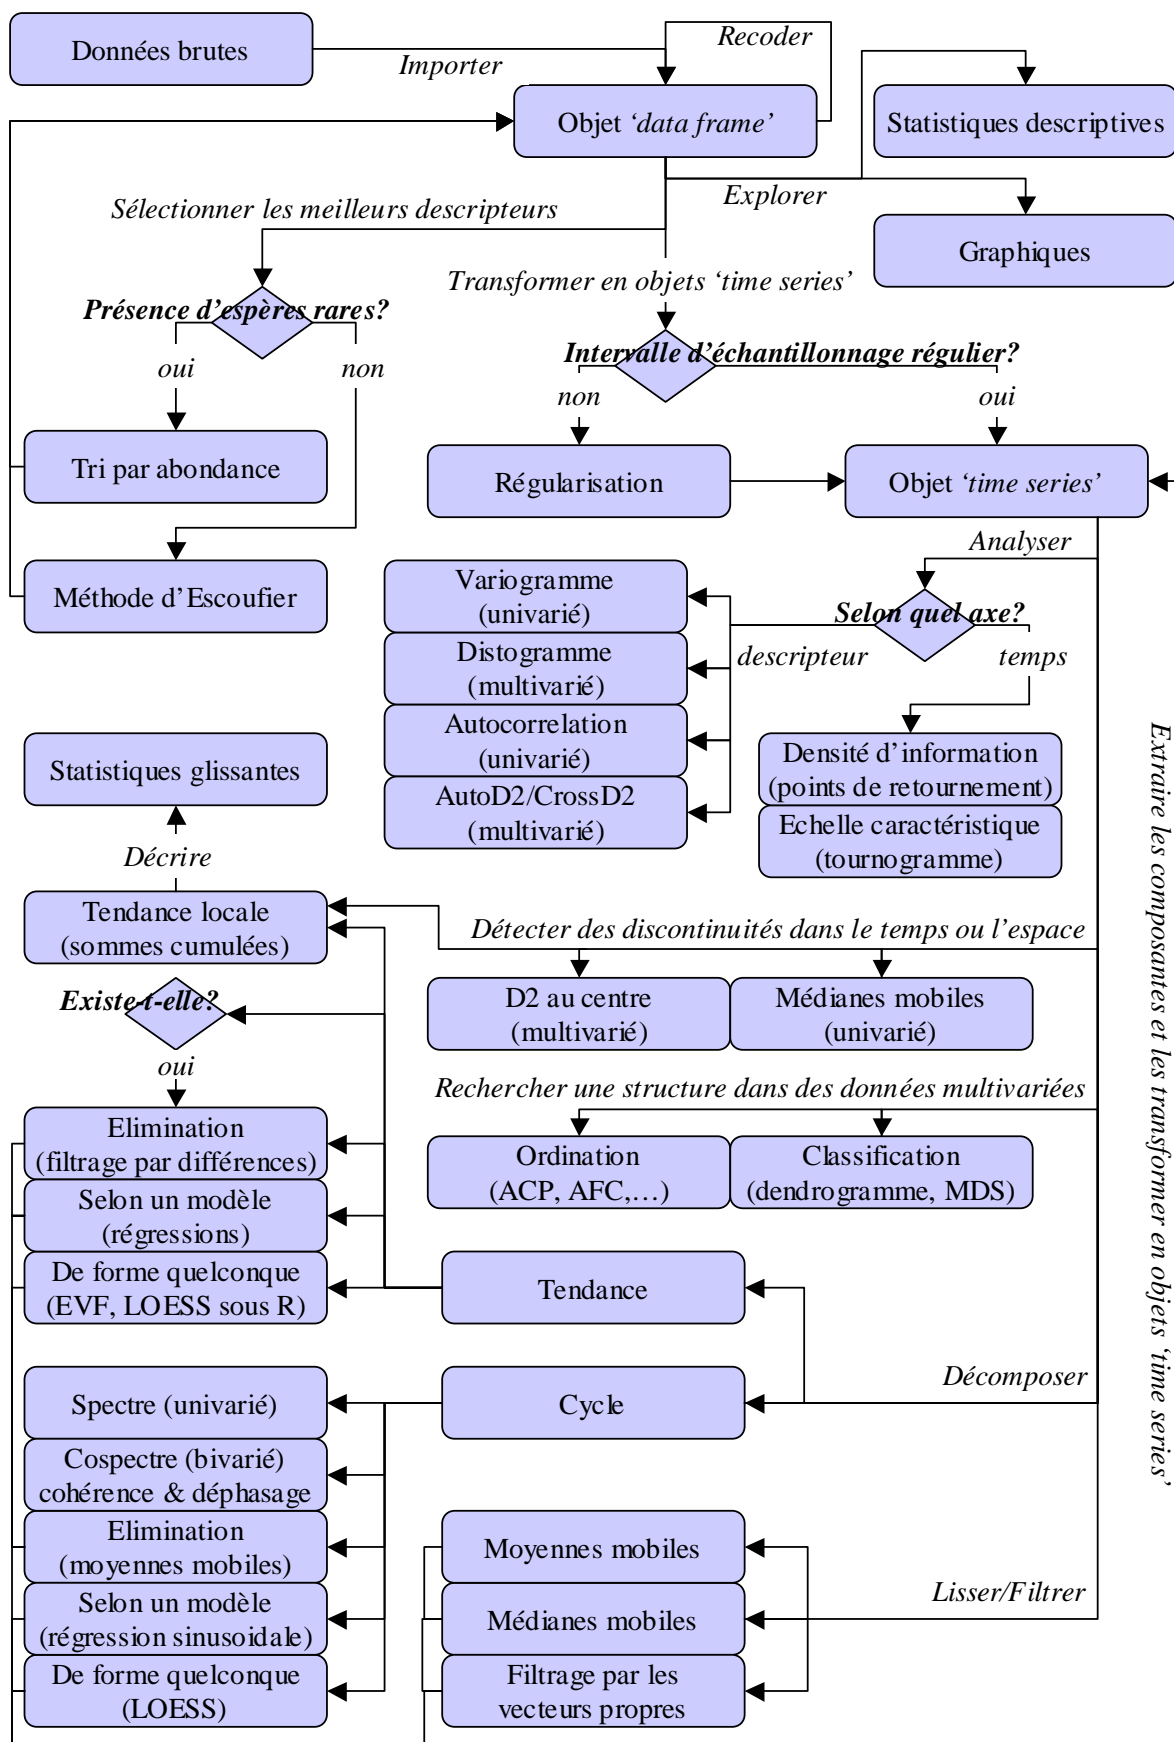 Données brutes
Importer
Recoder
Objet ‘data frame’
Statistiques descriptives
Explorer
Graphiques
Sélectionner les meilleurs descripteurs
Transformer en objets ‘time series’
Présence d’espères rares?
oui
non
Intervalle d’échantillonnage régulier?
non
oui
Tri par abondance
Régularisation
Objet ‘time series’
Méthode d’Escoufier
Analyser
Selon quel axe?
descripteur
temps
Variogramme
(univarié)
Distogramme
(multivarié)
Autocorrelation
(univarié)
AutoD2/CrossD2
(multivarié)
Densité d’information
(points de retournement)
Echelle caractéristique
(tournogramme)
Extraire les composantes et les transformer en objets ‘time series’
Statistiques glissantes
Décrire
Tendance locale
(sommes cumulées)
Détecter des discontinuités dans le temps ou l’espace
D2 au centre
(multivarié)
Médianes mobiles
(univarié)
Existe-t-elle?
oui
Rechercher une structure dans des données multivariées
Ordination
(ACP, AFC,…)
Classification
(dendrogramme, MDS)
Elimination
(filtrage par différences)
Selon un modèle
(régressions)
De forme quelconque
(EVF, LOESS sous R)
Tendance
Décomposer
Cycle
Spectre (univarié)
Cospectre (bivarié)
cohérence & déphasage
Elimination
(moyennes mobiles)
Selon un modèle
(régression sinusoidale)
De forme quelconque
(LOESS)
Lisser/Filtrer
Moyennes mobiles
Médianes mobiles
Filtrage par les
vecteurs propres